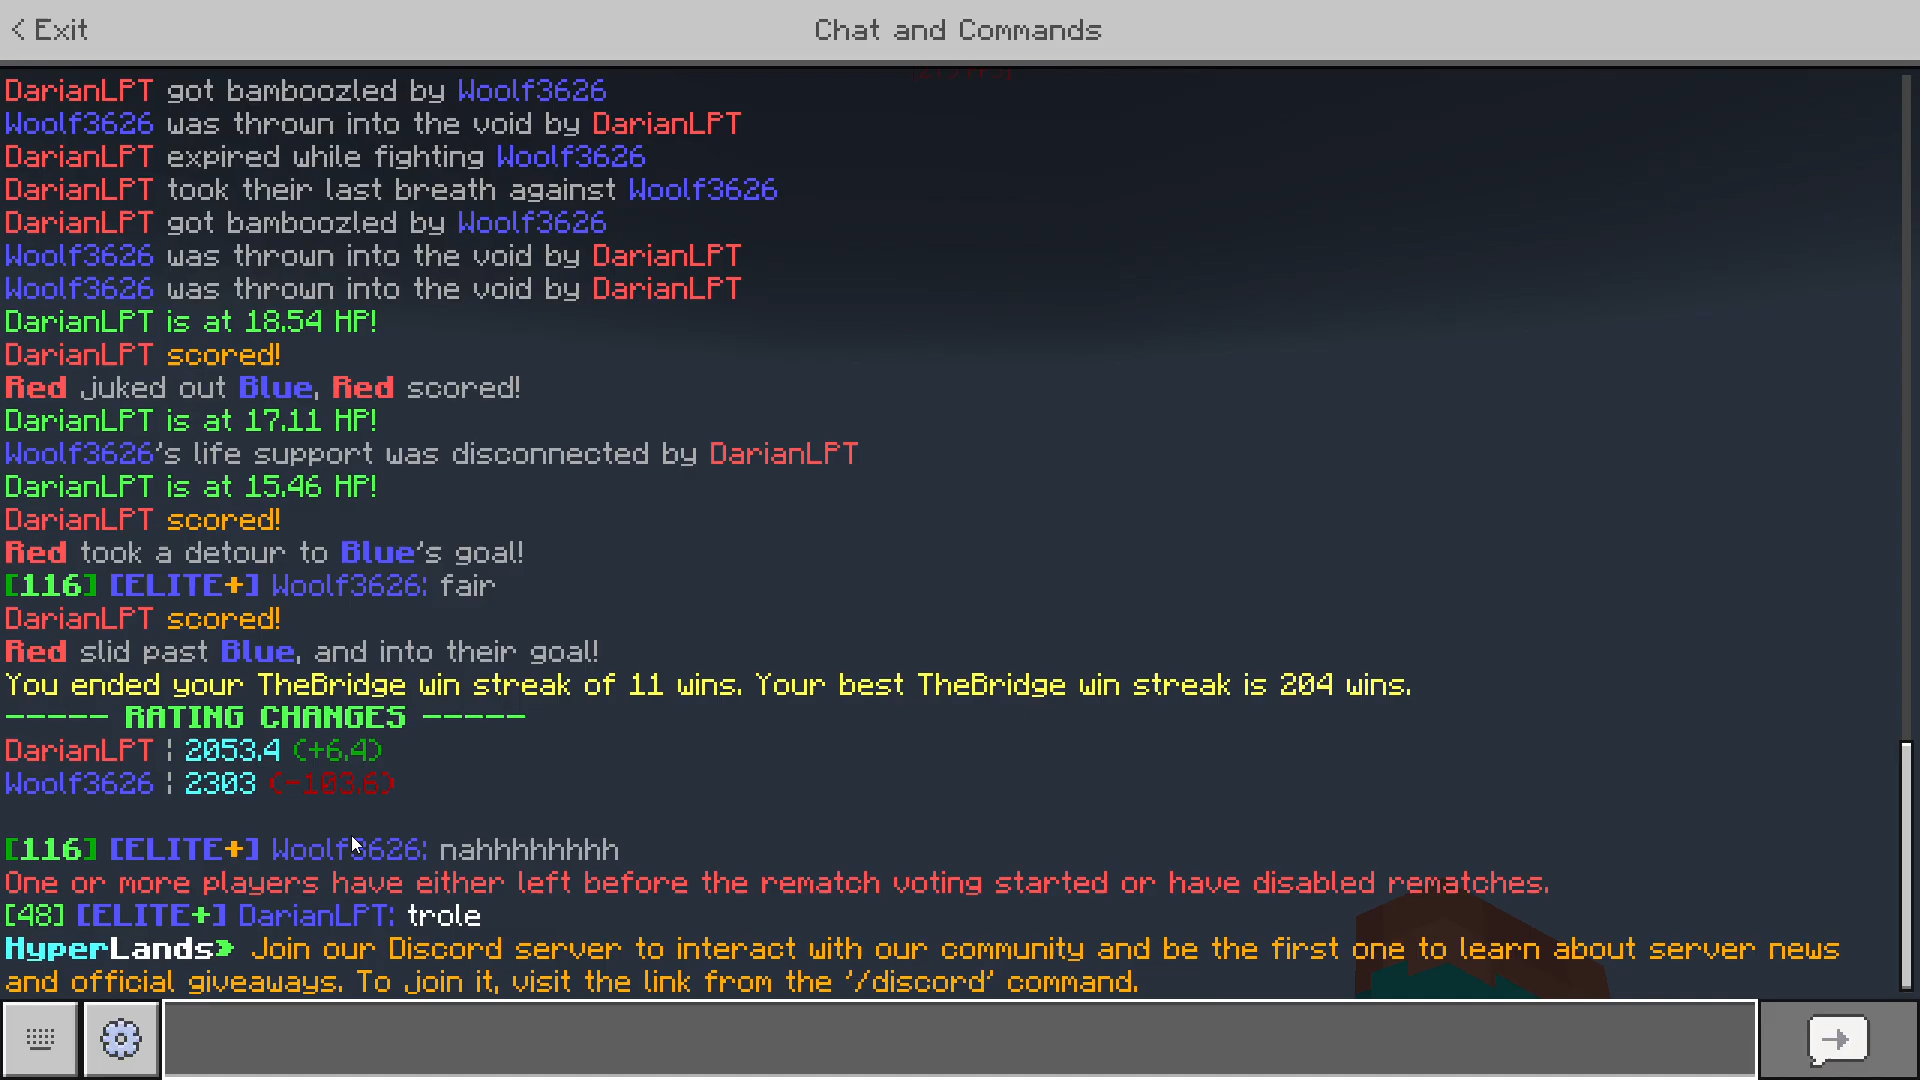 < Exit
Chat and Commands
DarianLPT got bamboozled by Woolf3626
Woolf3626 was thrown into the void by DarianLPT
DarianLPT expired while fighting Woolf3626
DarianLPT took their last breath against Woolf3626
DarianLPT got bamboozled by Woolf3626
Woolf3626 was thrown into the void by DarianLPT
Woolf3626 was thrown into the void by DarianLPT
DarianLPT is at 18.54 HP!
DarianLPT scored!
Red juked out Blue, Red scored!
DarianLPT is at 17.11 HP!
Woolf3626's life support was disconnected by DarianLPT
DarianLPT is at 15.46 HP!
DarianLPT scored!
Red took a detour to Blue's goal!
[116] [ELITE+] Woolf3626: fair
DarianLPT scored!
Red slid past Blue, and into their goal!
You ended your TheBridge win streak of 11 wins. Your best TheBridge win streak is 204 wins.
----- RATING CHANGES -----
DarianLPT ¦ 2053.4 (+6.4)
Woolf3626 ¦ 2303 (-103.6)
[116] [ELITE+] Woolf3626: nahhhhhhhh
One or more players have either left before the rematch voting started or have disabled rematches.
[48] [ELITE+] DarianLPT: trole
HyperLands» Join our Discord server to interact with our community and be the first one to learn about server news
and official giveaways. To join it, visit the link from the '/discord' command.